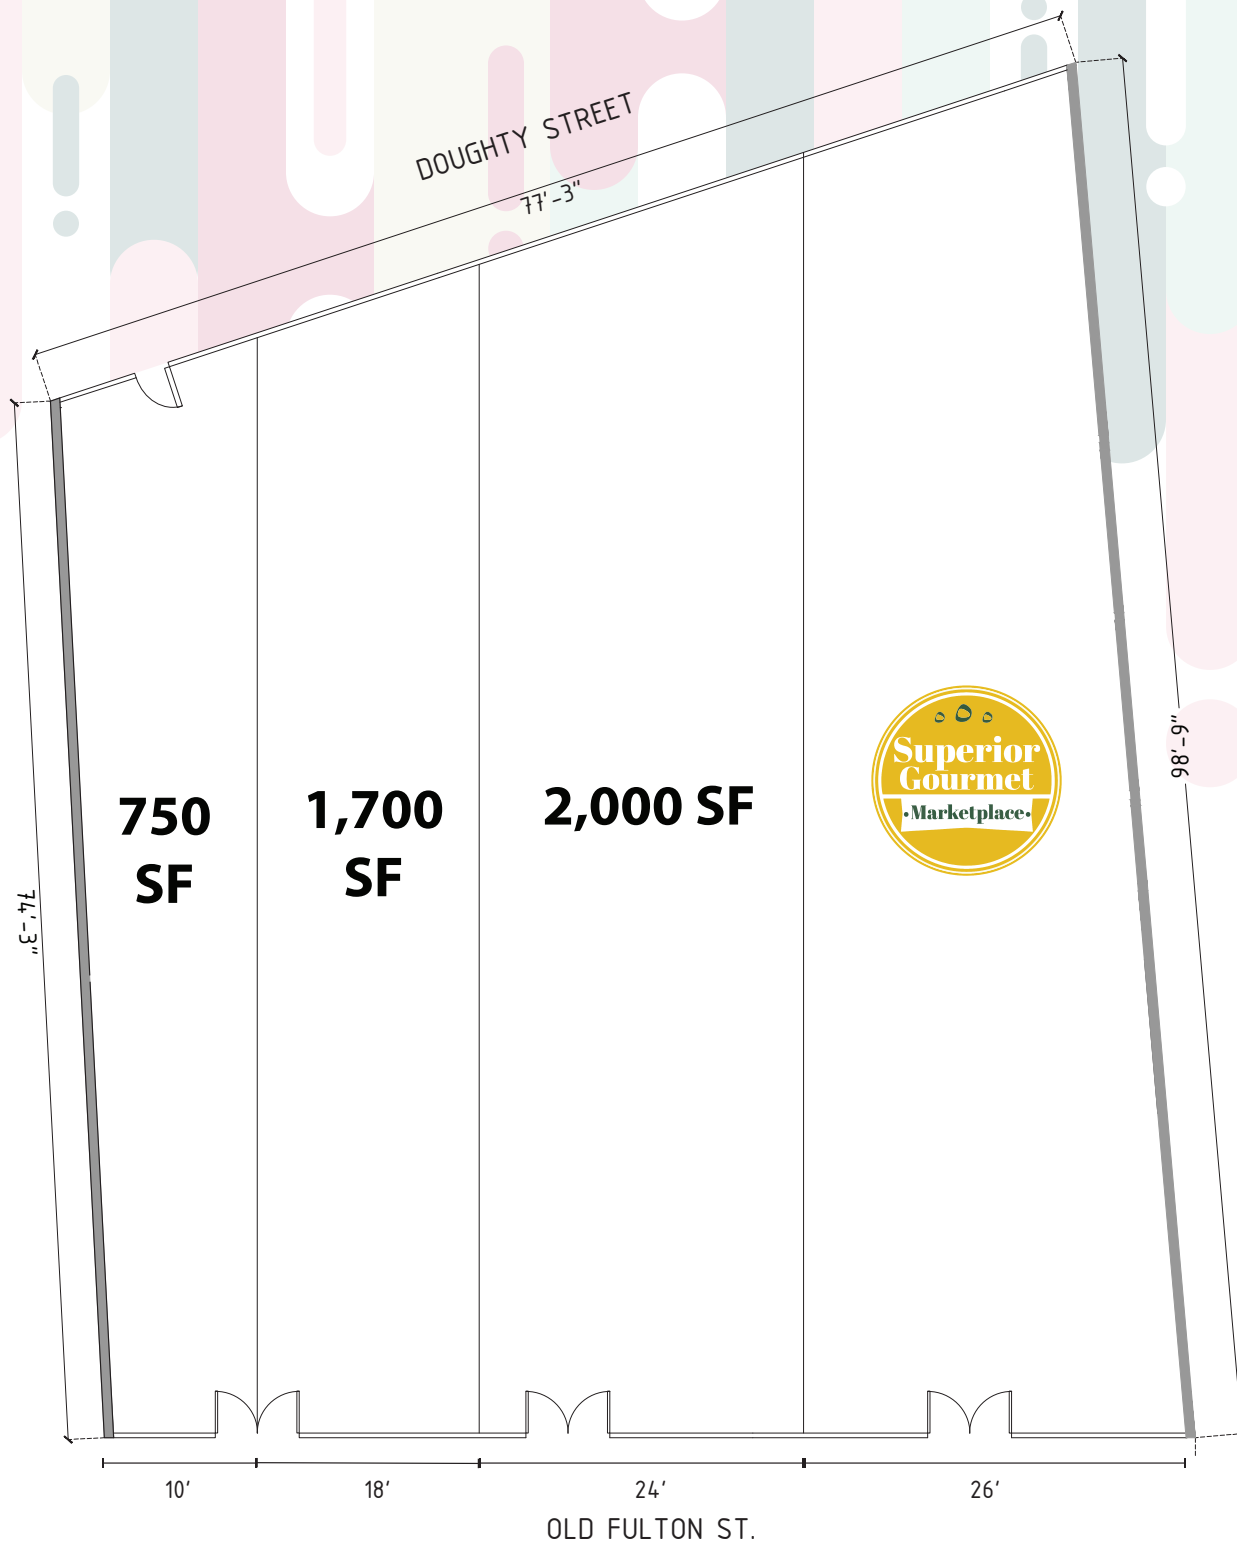 DOUGHTY STREET
77'-3"
98'-9"
74'-3"
750
SF
1,700
SF
2,000 SF
Superior
Gourmet
•Marketplace•
10'
18'
24'
26'
OLD FULTON ST.